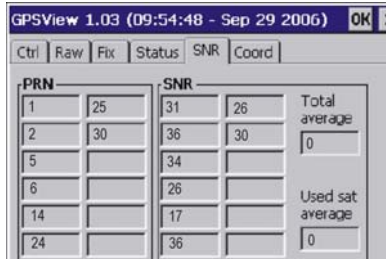 GPSView 1.03 (09:54:48 - Sep 29 2006) OK
Ctrl Raw Fix Status SNR Coord
PRN SNR
1 25 31 26 Total average
2 30 36 30 0
5 34
6 26 Used sat average
14 17
24 36 0